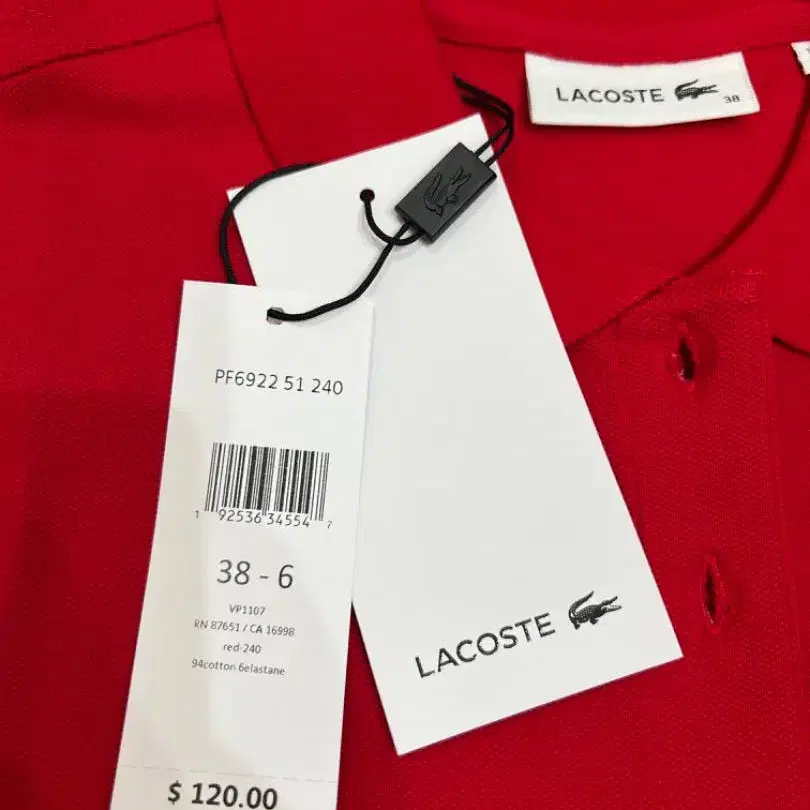 LACOSTE 38
PF6922 51 240
1 92536 34554 7
38 - 6
VP1107
RN 87651 / CA 16998
red-240
94cotton 6elastane
$ 120.00
LACOSTE